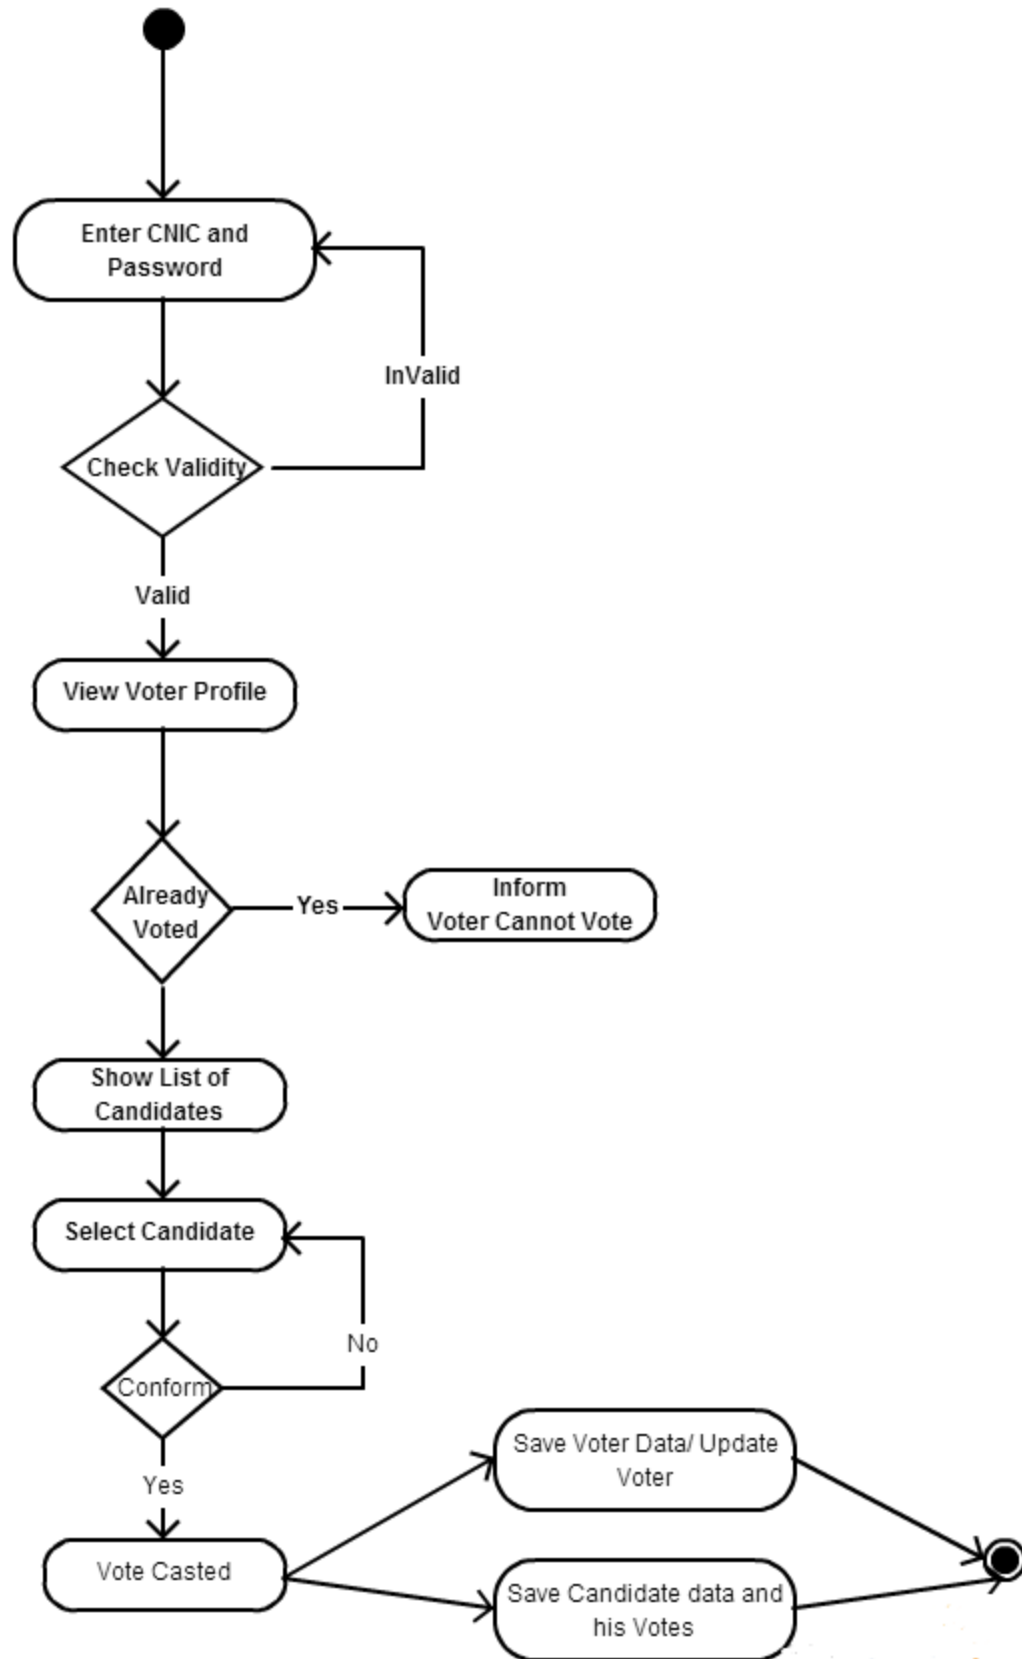 Enter CNIC and
Password
InValid
Check Validity
Valid
View Voter Profile
Already
Voted
Yes
Inform
Voter Cannot Vote
Show List of
Candidates
Select Candidate
No
Conform
Yes
Save Voter Data/ Update
Voter
Vote Casted
Save Candidate data and
his Votes